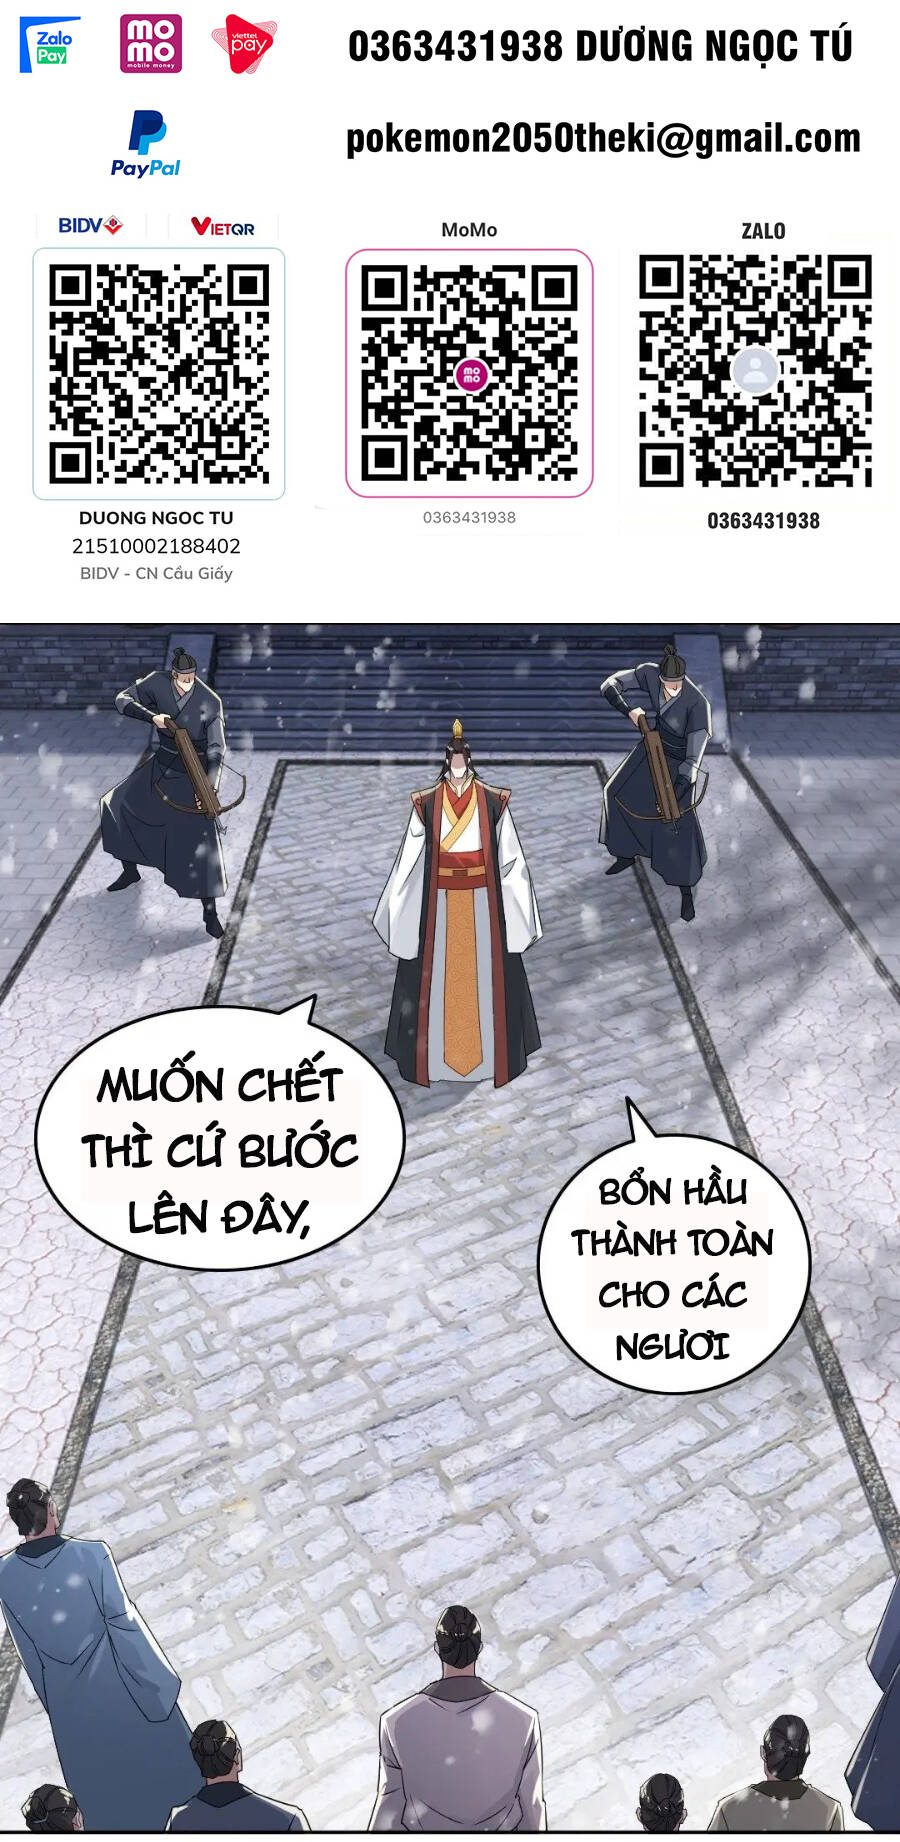 Zalo
Pay
mo
mo
mobile money
viettel
pay
0363431938 DƯƠNG NGỌC TÚ
PayPal
pokemon2050theki@gmail.com
BIDV
VIETQR
MoMo
ZALO
mo
mo
DUONG NGOC TU
21510002188402
BIDV - CN Cầu Giấy
0363431938
0363431938
MUỐN CHẾT
THÌ CỨ BƯỚC
LÊN ĐÂY,
BỔN HẦU
THÀNH TOÀN
CHO CÁC
NGƯƠI